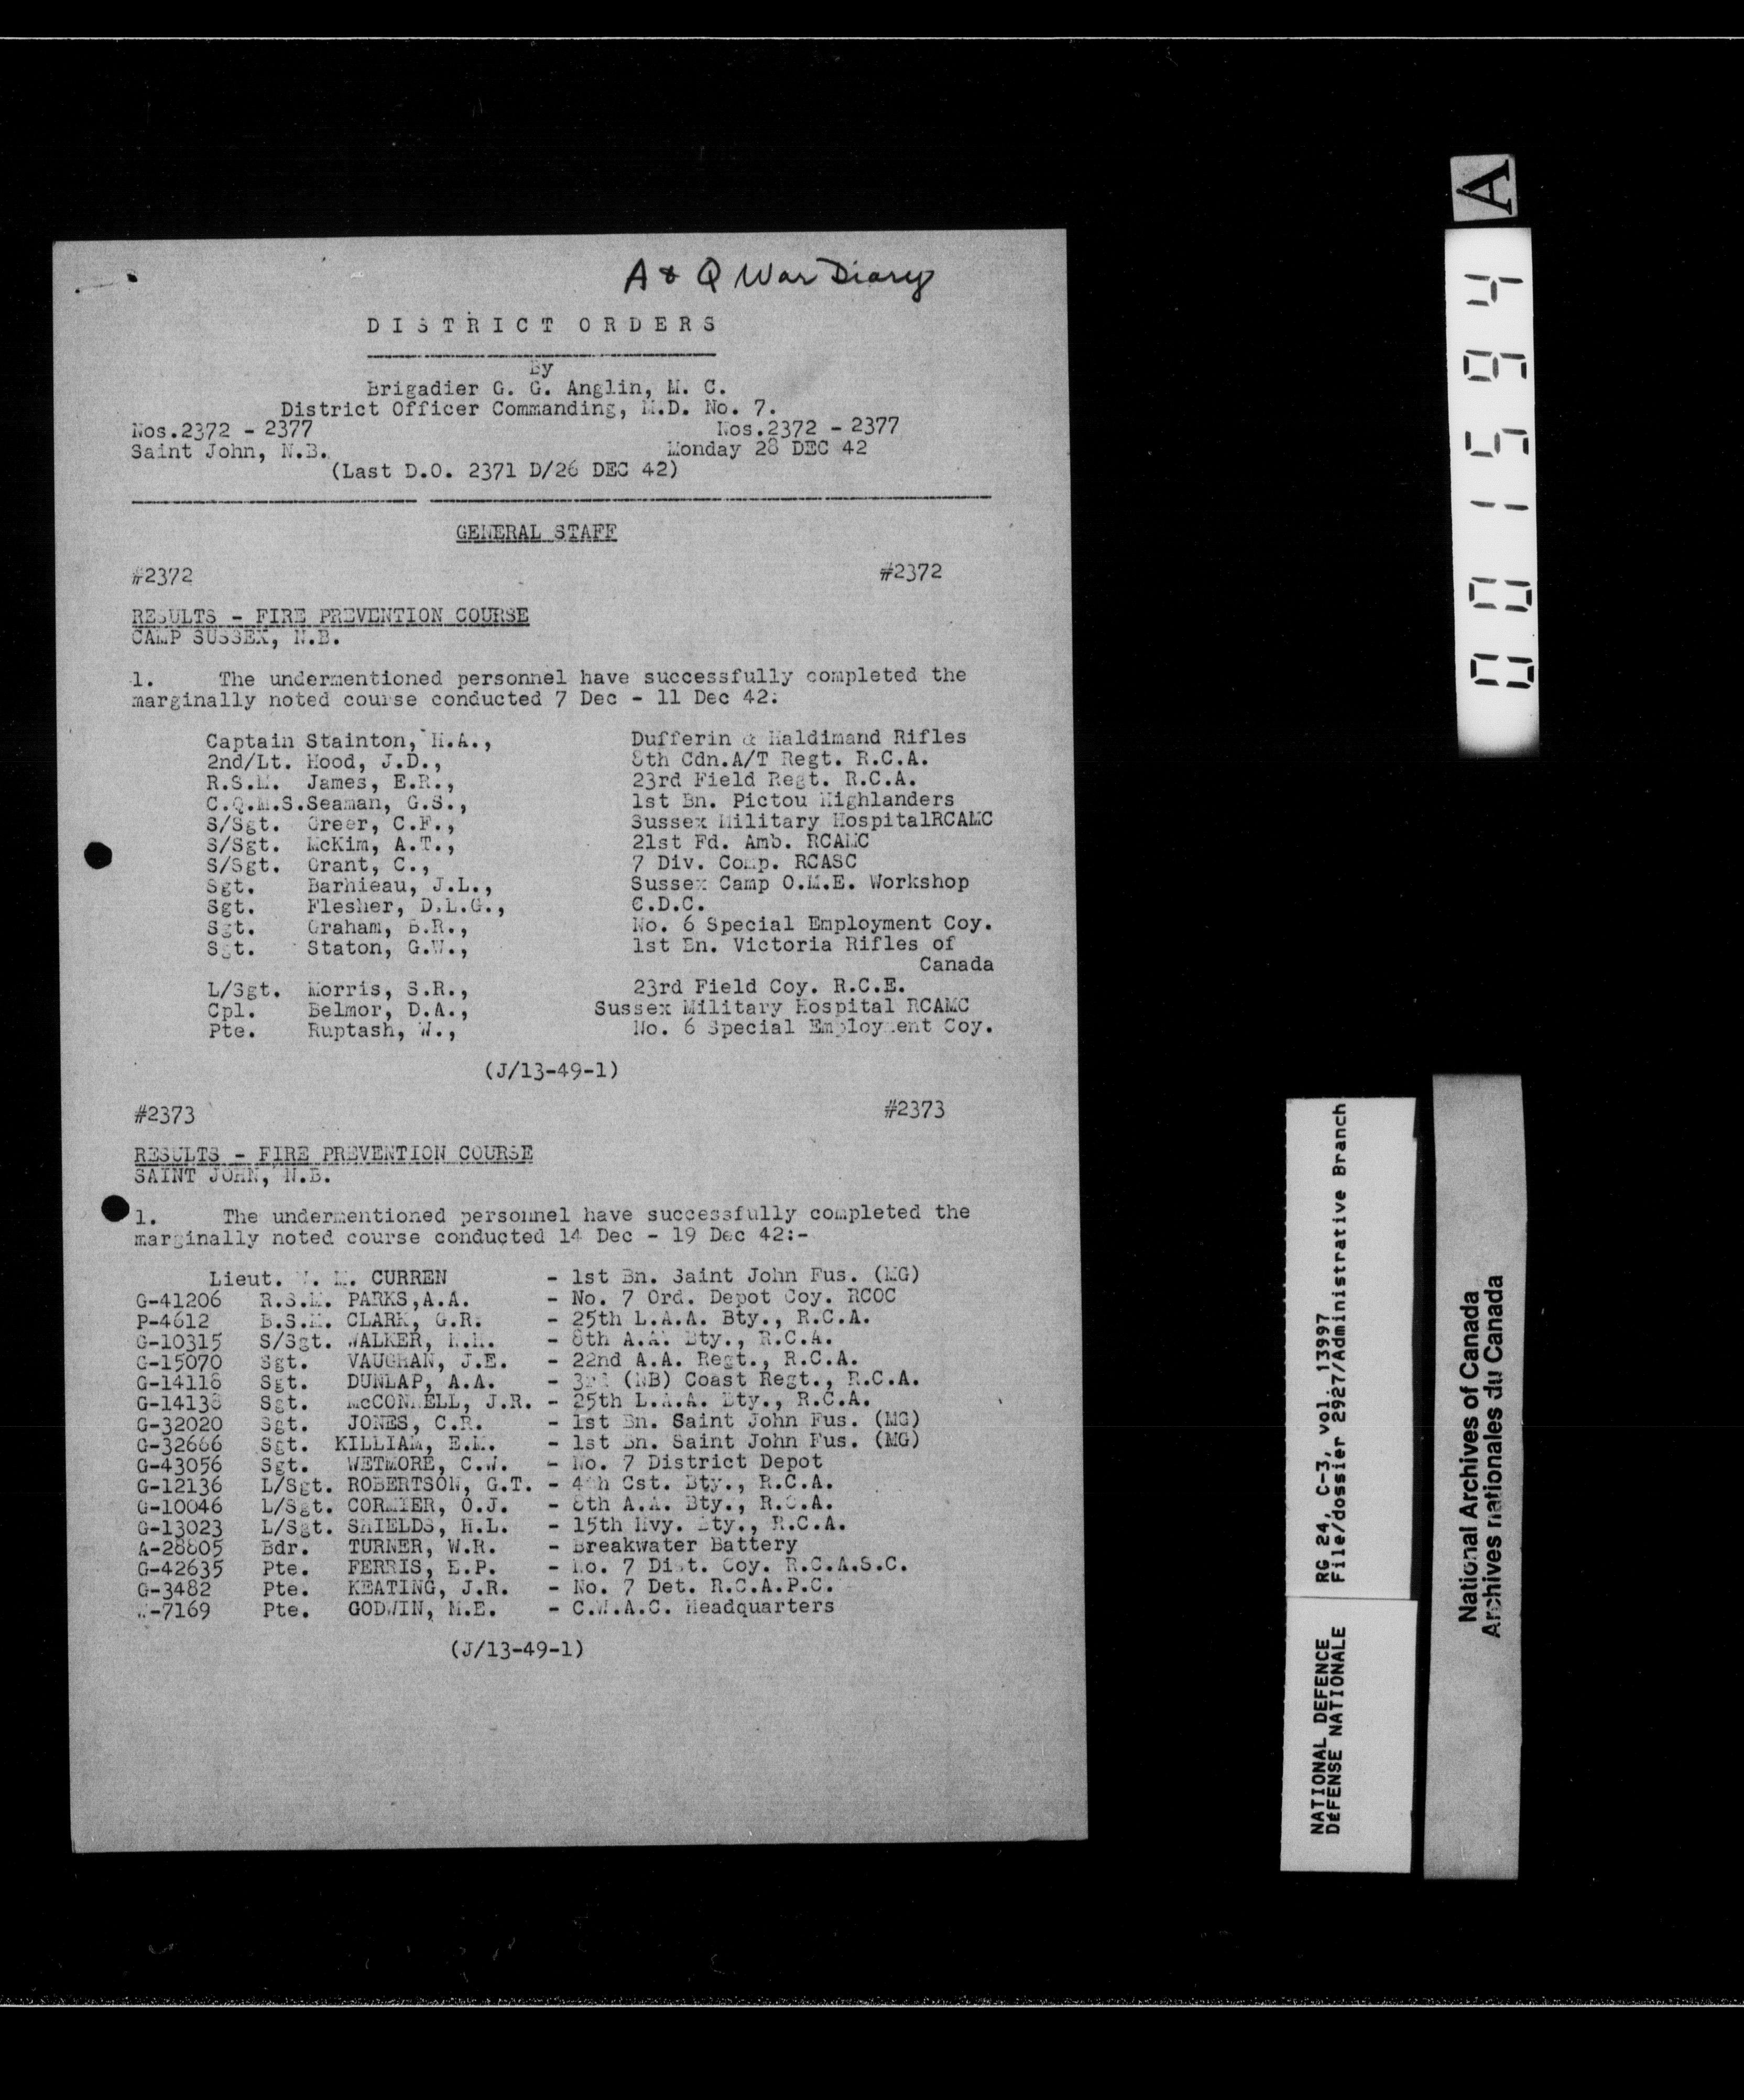 A & Q War Diary
DISTRICT ORDERS
By
Brigadier G. G. Anglin, M. C.
District Officer Commanding, M.D. No. 7.
Nos.2372 - 2377 Nos.2372 - 2377
Saint John, N.B. Monday 28 DEC 42
(Last D.O. 2371 D/26 DEC 42)
GENERAL STAFF
#2372 #2372
RESULTS - FIRE PREVENTION COURSE
CAMP SUSSEX, N.B.
1. The undermentioned personnel have successfully completed the
marginally noted course conducted 7 Dec - 11 Dec 42:
Captain Stainton, H.A., Dufferin & Haldimand Rifles
2nd/Lt. Hood, J.D., 8th Cdn.A/T Regt. R.C.A.
R.S.M. James, E.R., 23rd Field Regt. R.C.A.
C.Q.M.S.Seaman, G.S., 1st Bn. Pictou Highlanders
S/Sgt. Greer, C.F., Sussex Military HospitalRCAMC
S/Sgt. McKim, A.T., 21st Fd. Amb. RCAMC
S/Sgt. Grant, C., 7 Div. Comp. RCASC
Sgt. Barhieau, J.L., Sussex Camp O.M.E. Workshop
Sgt. Flesher, D.L.G., C.D.C.
Sgt. Graham, B.R., No. 6 Special Employment Coy.
Sgt. Staton, G.W., 1st Bn. Victoria Rifles of
Canada
L/Sgt. Morris, S.R., 23rd Field Coy. R.C.E.
Cpl. Belmor, D.A., Sussex Military Hospital RCAMC
Pte. Ruptash, W., No. 6 Special Employment Coy.
(J/13-49-1)
#2373 #2373
RESULTS - FIRE PREVENTION COURSE
SAINT JOHN, N.B.
1. The undermentioned personnel have successfully completed the
marginally noted course conducted 14 Dec - 19 Dec 42:-
Lieut. CURREN - 1st Bn. Saint John Fus. (MG)
G-41206 R.S.M. PARKS,A.A. - No. 7 Ord. Depot Coy. RCOC
P-4612 B.S.M. CLARK, G.R. - 25th L.A.A. Bty., R.C.A.
G-10315 S/Sgt. WALKER, - 8th A.A. Bty., R.C.A.
G-15070 Sgt. VAUGHAN, J.E. - 22nd A.A. Regt., R.C.A.
G-14118 Sgt. DUNLAP, A.A. - 3rd (NB) Coast Regt., R.C.A.
G-14138 Sgt. McCONNELL, J.R. - 25th L.A.A. Bty., R.C.A.
G-32020 Sgt. JONES, C.R. - 1st Bn. Saint John Fus. (MG)
G-32666 Sgt. KILLIAM, E.M. - 1st Bn. Saint John Fus. (MG)
G-43056 Sgt. WETMORE, C.W. - No. 7 District Depot
G-12136 L/Sgt. ROBERTSON, G.T. - 4th Cst. Bty., R.C.A.
G-10046 L/Sgt. CORMIER, O.J. - 8th A.A. Bty., R.C.A.
G-13023 L/Sgt. SHIELDS, H.L. - 15th Hvy. Bty., R.C.A.
A-28805 Bdr. TURNER, W.R. - Breakwater Battery
G-42635 Pte. FERRIS, E.P. - No. 7 Dist. Coy. R.C.A.S.C.
G-3482 Pte. KEATING, J.R. - No. 7 Det. R.C.A.P.C.
W-7169 Pte. GODWIN, M.E. - C.W.A.C. Headquarters
(J/13-49-1)
A
001594
RG 24, C-3, vol. 13997
File/dossier 2927/Administrative Branch
NATIONAL DEFENCE
DÉFENSE NATIONALE
National Archives of Canada
Archives nationales du Canada